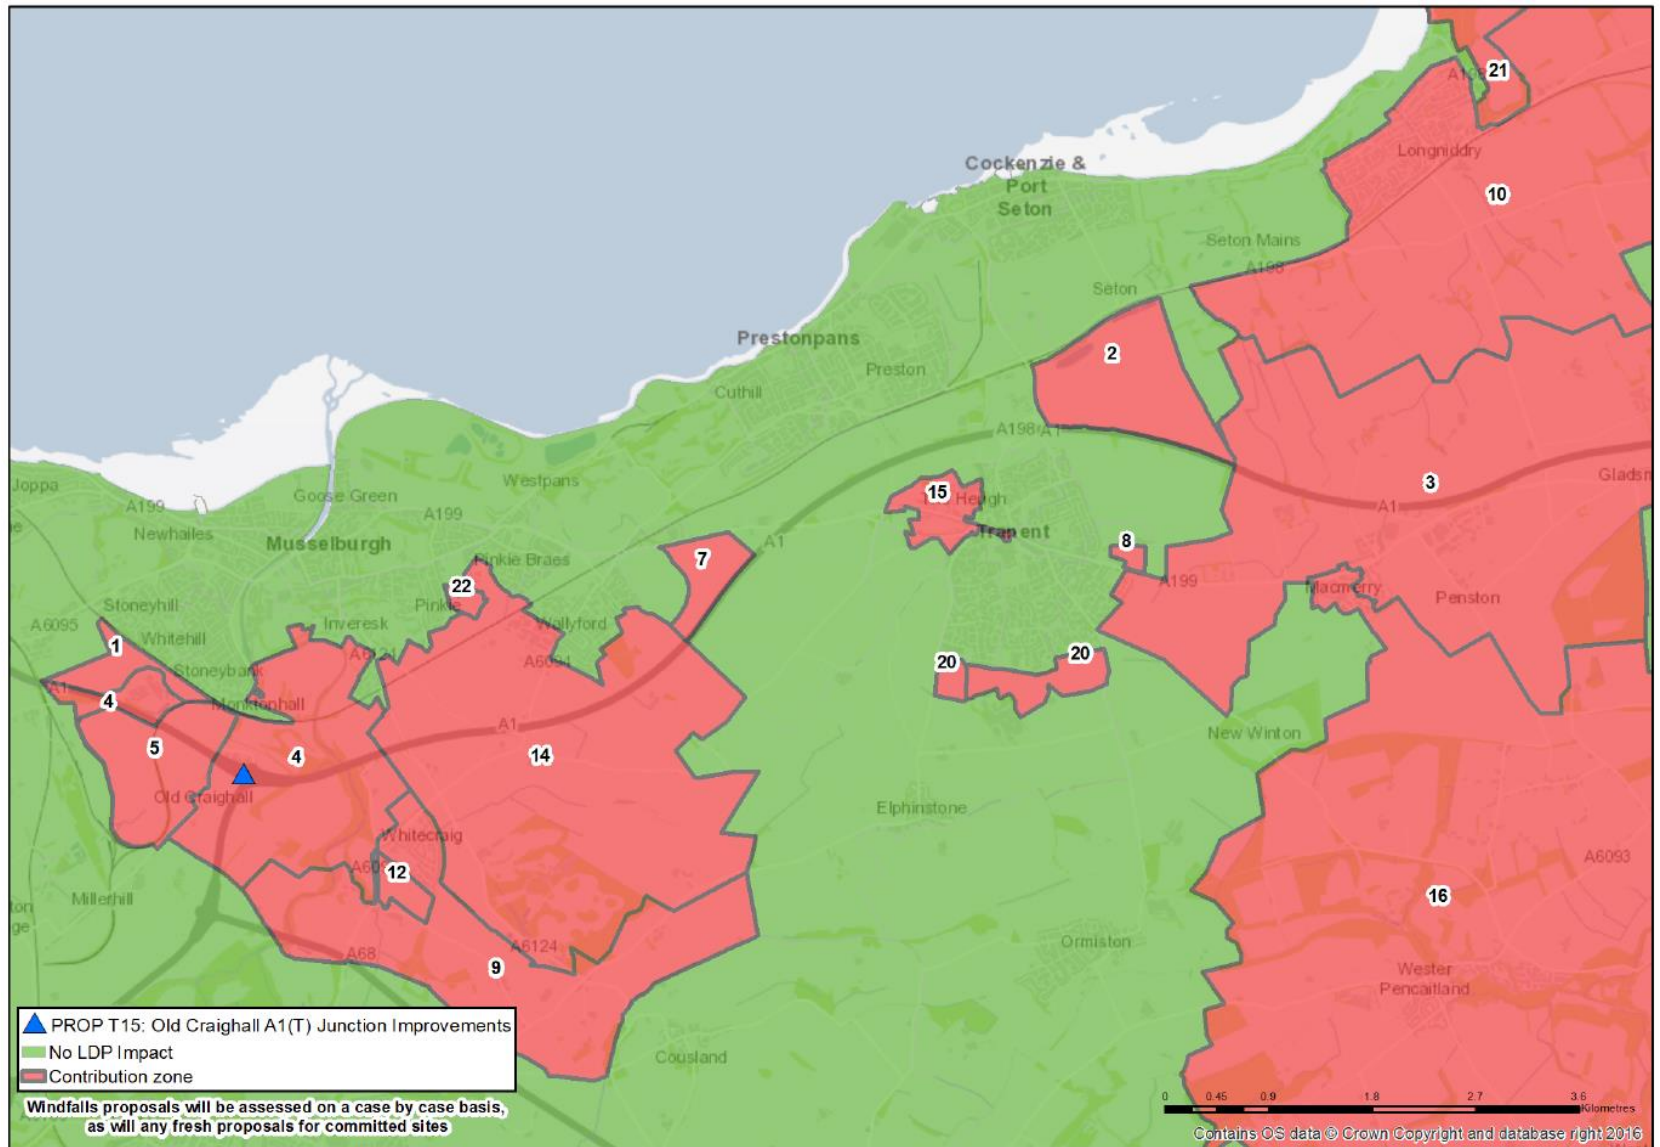 21
A198
Longniddry
10
Cockenzie &
Port
Seton
Seton Mains
A198
Seton
2
Prestonpans
Preston
Cuthill
A198/A1
3
A1
Westpans
Joppa
A199
Goose Green
A199
Newhailes
Musselburgh
15
Tranent
8
A199
Macmerry
Penston
A1
7
Pinkie Braes
22
Pinkie
Stoneyhill
A6095
Whitehill
Inveresk
Wallyford
1
A6124
A6094
Stoneybank
20
20
A1
4
Monktonhall
A1
14
New Winton
5
4
Old Craighall
Elphinstone
Whitecraig
12
A6093
16
Millerhill
A6124
A68
9
Ormiston
Wester
Pencaitland
Cousland
PROP T15: Old Craighall A1(T) Junction Improvements
No LDP Impact
Contribution zone
Windfalls proposals will be assessed on a case by case basis,
as will any fresh proposals for committed sites
0 0.45 0.9 1.8 2.7 3.6
Kilometres
Contains OS data © Crown Copyright and database right 2016